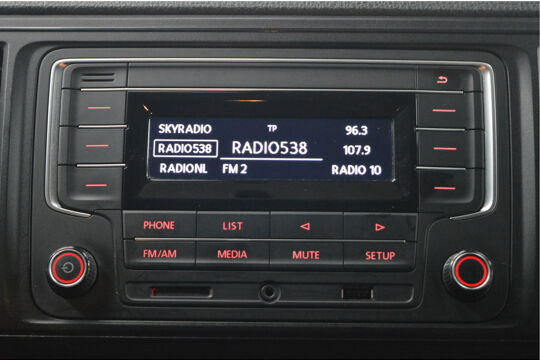 SKYRADIO TP 96.3
RADIO538 RADIO538 107.9
RADIONL FM 2 RADIO 10
PHONE LIST
FM/AM MEDIA MUTE SETUP